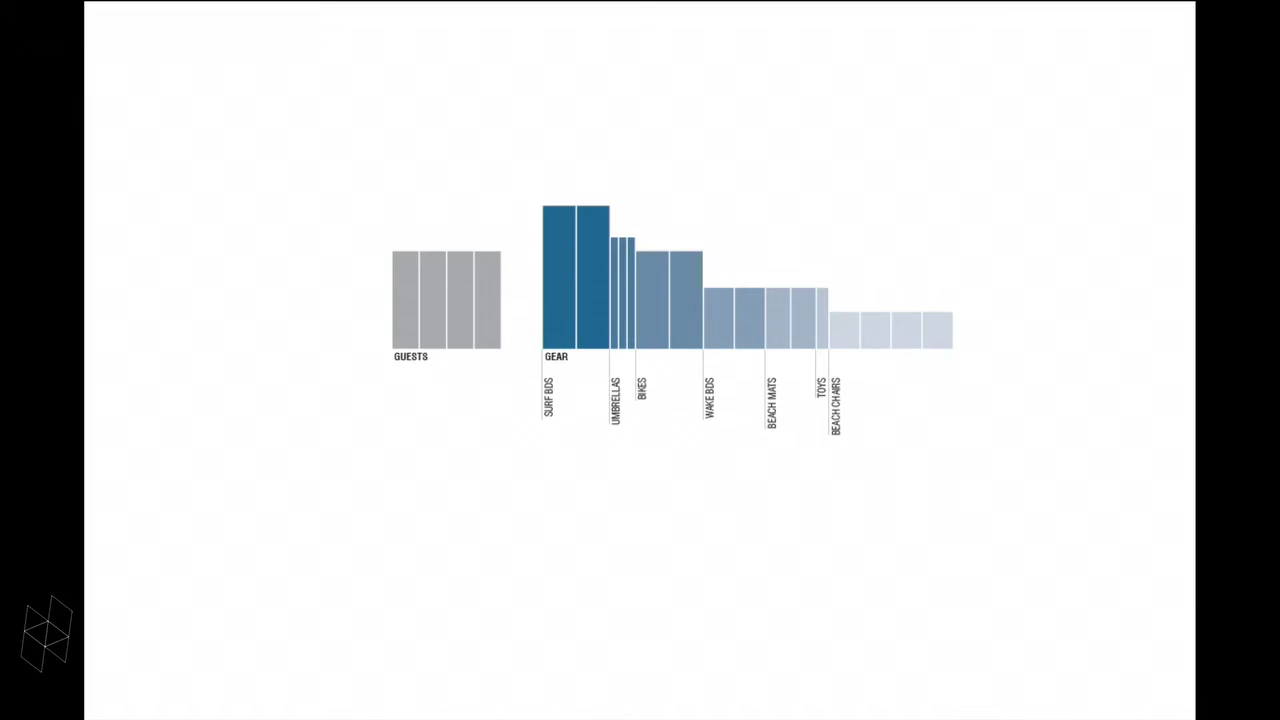 GUESTS
GEAR
SURF BDS
UMBRELLAS
BIKES
WAKE BDS
BEACH MATS
TOYS
BEACH CHAIRS